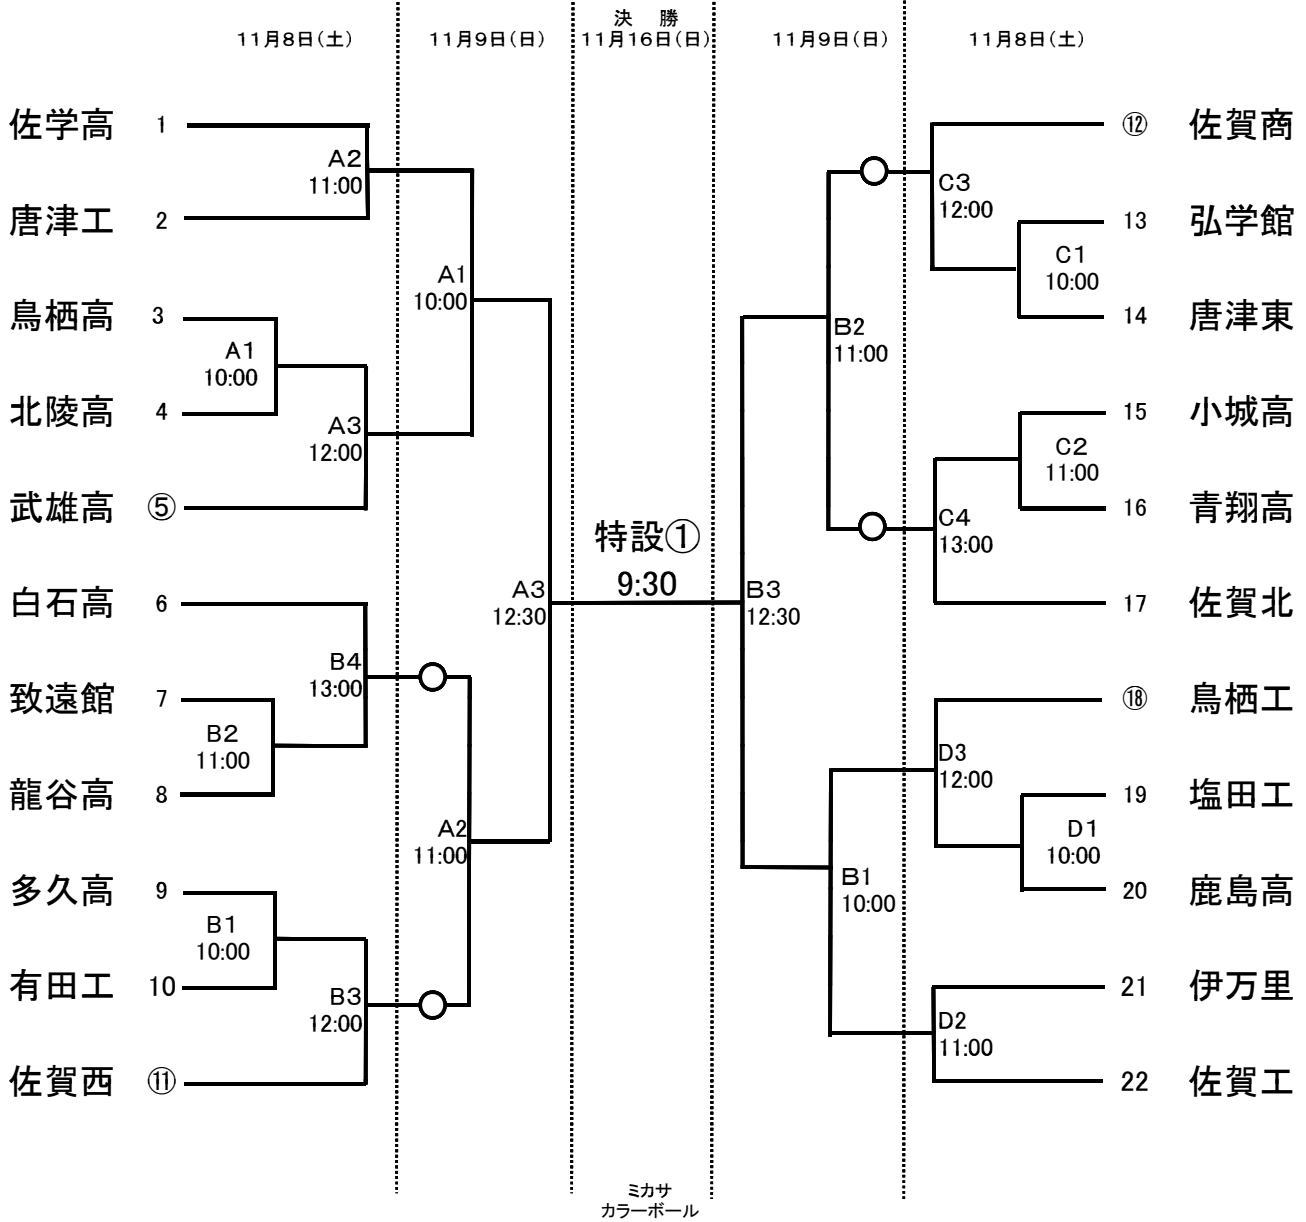 決　勝
11月8日(土)
11月9日(日)
11月16日(日)
11月9日(日)
11月8日(土)
佐学高 1
A2
11:00
唐津工 2
A1
10:00
鳥栖高 3
A1
10:00
北陵高 4
A3
12:00
武雄高 ⑤
白石高 6
B4
13:00
致遠館 7
B2
11:00
龍谷高 8
A2
11:00
多久高 9
B1
10:00
有田工 10
B3
12:00
佐賀西 ⑪
A3
12:30
特設①
9:30
B3
12:30
⑫ 佐賀商
C3
12:00
13 弘学館
C1
10:00
14 唐津東
B2
11:00
15 小城高
C2
11:00
16 青翔高
C4
13:00
17 佐賀北
⑱ 鳥栖工
D3
12:00
19 塩田工
D1
10:00
20 鹿島高
B1
10:00
21 伊万里
D2
11:00
22 佐賀工
ミカサ
カラーボール